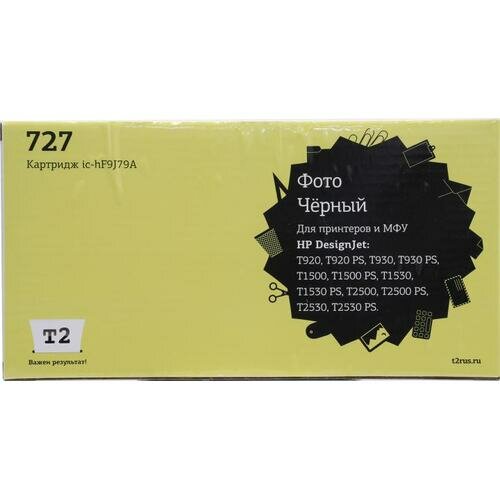 727
Картридж ic-hF9J79A
Фото
Чёрный
Для принтеров и МФУ
HP DesignJet:
T920, T920 PS, T930, T930 PS,
T1500, T1500 PS, T1530,
T1530 PS, T2500, T2500 PS,
T2530, T2530 PS.
T2
Важен результат!
t2rus.ru